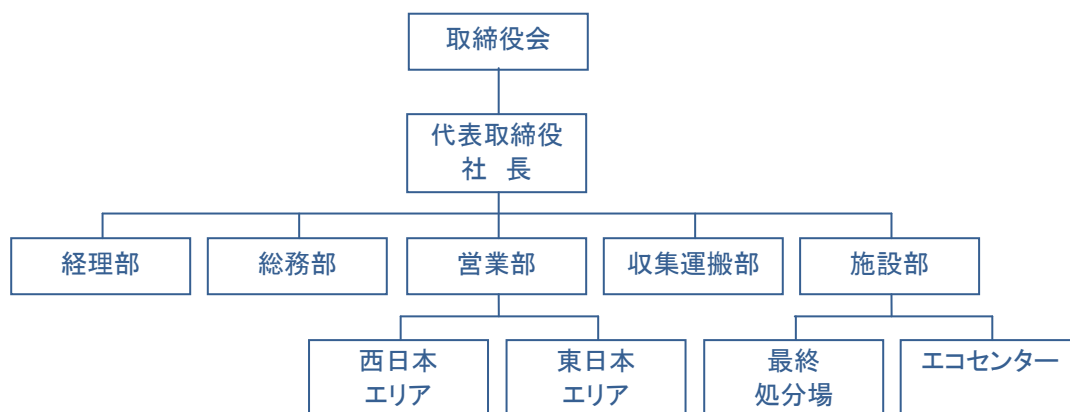 取締役会
代表取締役
社 長
経理部
総務部
営業部
収集運搬部
施設部
西日本
エリア
東日本
エリア
最終
処分場
エコセンター